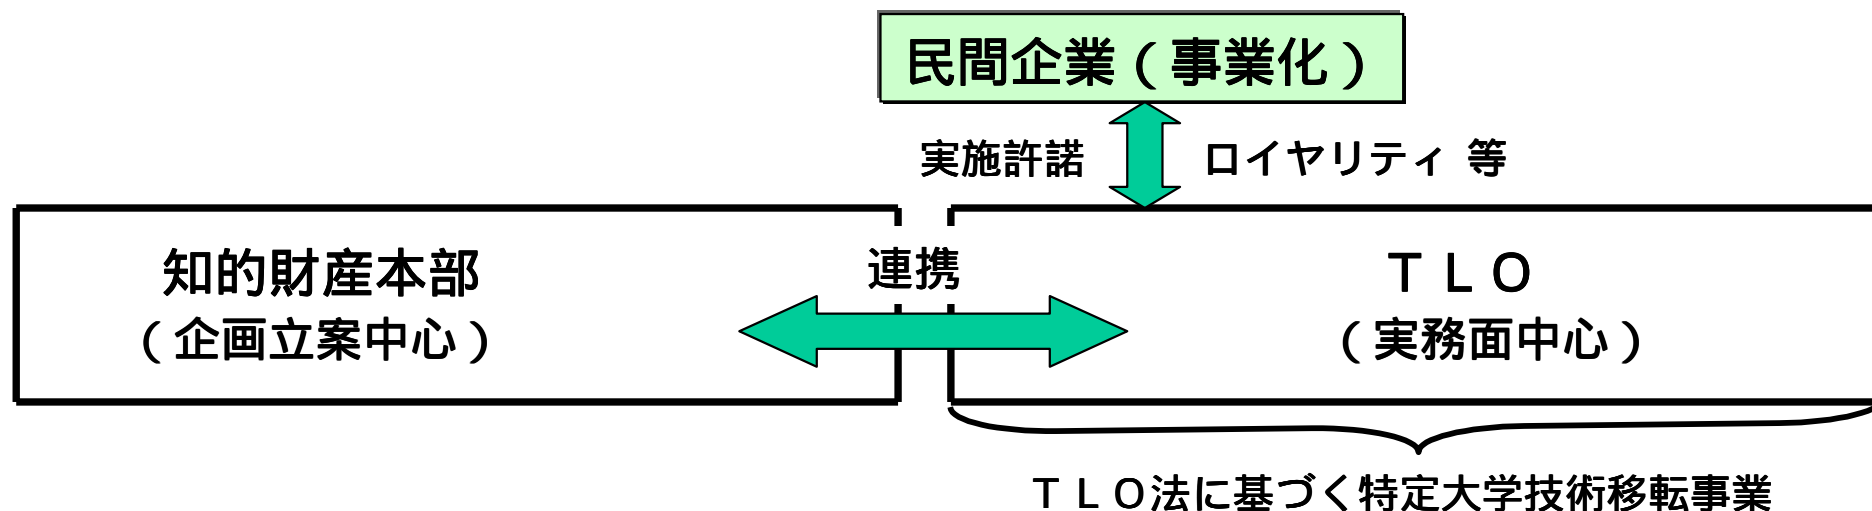 民間企業（事業化）
実施許諾 ロイヤリティ 等
知的財産本部
（企画立案中心）
連携
ＴＬＯ
（実務面中心）
ＴＬＯ法に基づく特定大学技術移転事業